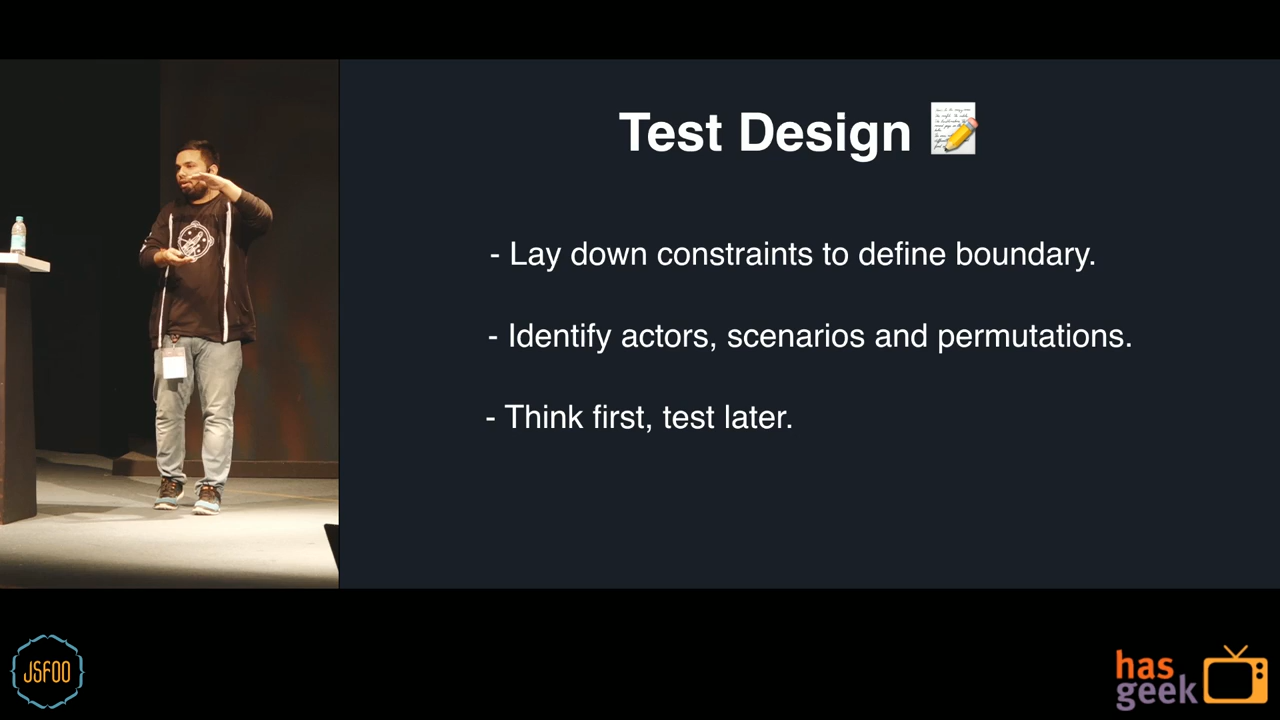 Test Design
- Lay down constraints to define boundary.
- Identify actors, scenarios and permutations.
- Think first, test later.
JSFOO
has
geek